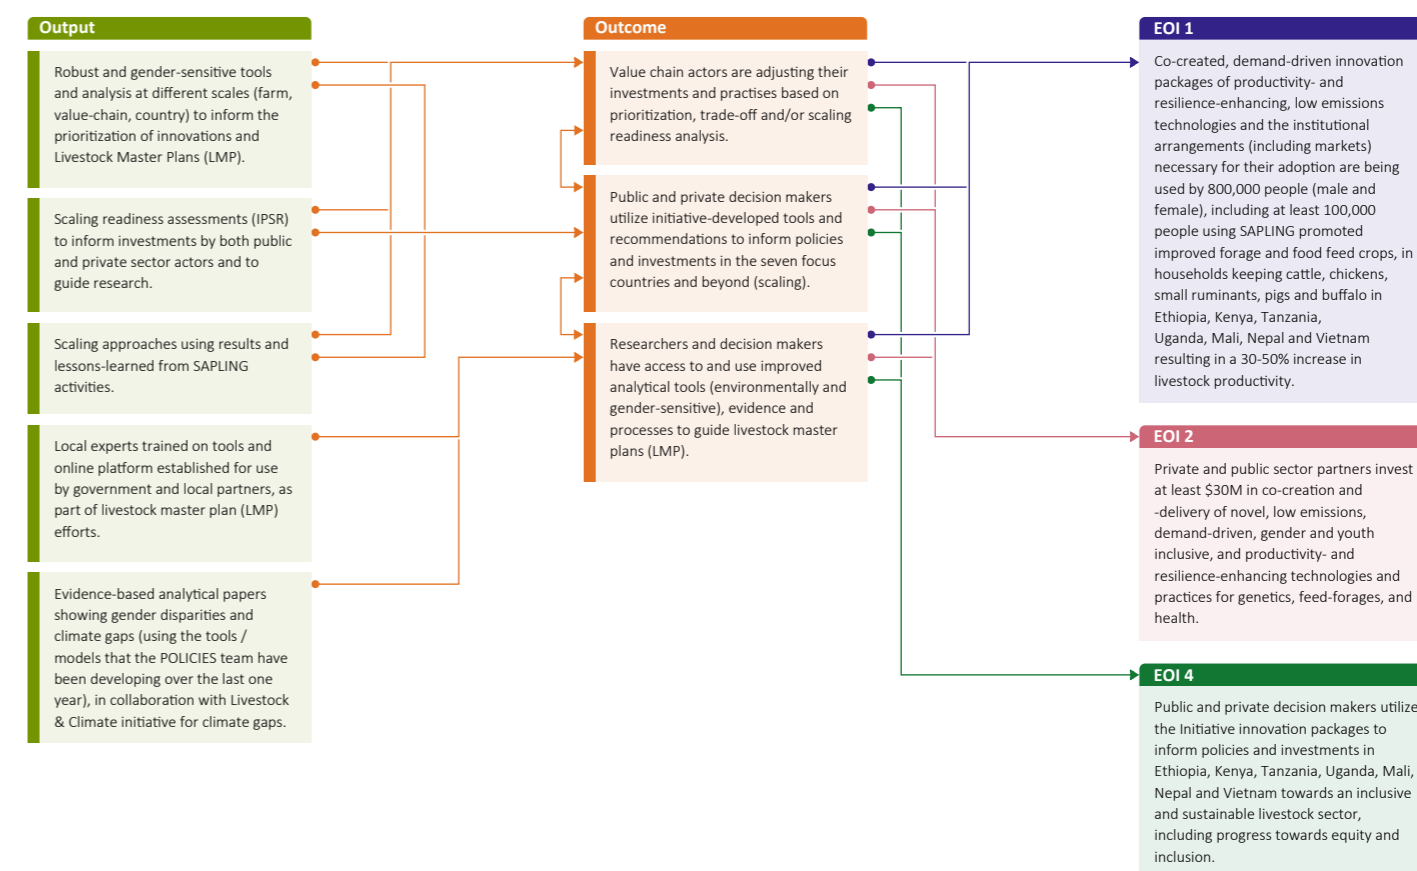 Output
Robust and gender-sensitive tools
and analysis at different scales (farm,
value-chain, country) to inform the
prioritization of innovations and
Livestock Master Plans (LMP).
Scaling readiness assessments (IPSR)
to inform investments by both public
and private sector actors and to
guide research.
Scaling approaches using results and
lessons-learned from SAPLING
activities.
Local experts trained on tools and
online platform established for use
by government and local partners, as
part of livestock master plan (LMP)
efforts.
Evidence-based analytical papers
showing gender disparities and
climate gaps (using the tools /
models that the POLICIES team have
been developing over the last one
year), in collaboration with Livestock
& Climate initiative for climate gaps.
Outcome
Value chain actors are adjusting their
investments and practises based on
prioritization, trade-off and/or scaling
readiness analysis.
Public and private decision makers
utilize initiative-developed tools and
recommendations to inform policies
and investments in the seven focus
countries and beyond (scaling).
Researchers and decision makers
have access to and use improved
analytical tools (environmentally and
gender-sensitive), evidence and
processes to guide livestock master
plans (LMP).
EOI 1
Co-created, demand-driven innovation
packages of productivity- and
resilience-enhancing, low emissions
technologies and the institutional
arrangements (including markets)
necessary for their adoption are being
used by 800,000 people (male and
female), including at least 100,000
people using SAPLING promoted
improved forage and food feed crops, in
households keeping cattle, chickens,
small ruminants, pigs and buffalo in
Ethiopia, Kenya, Tanzania,
Uganda, Mali, Nepal and Vietnam
resulting in a 30-50% increase in
livestock productivity.
EOI 2
Private and public sector partners invest
at least $30M in co-creation and
-delivery of novel, low emissions,
demand-driven, gender and youth
inclusive, and productivity- and
resilience-enhancing technologies and
practices for genetics, feed-forages, and
health.
EOI 4
Public and private decision makers utilize
the Initiative innovation packages to
inform policies and investments in
Ethiopia, Kenya, Tanzania, Uganda, Mali,
Nepal and Vietnam towards an inclusive
and sustainable livestock sector,
including progress towards equity and
inclusion.